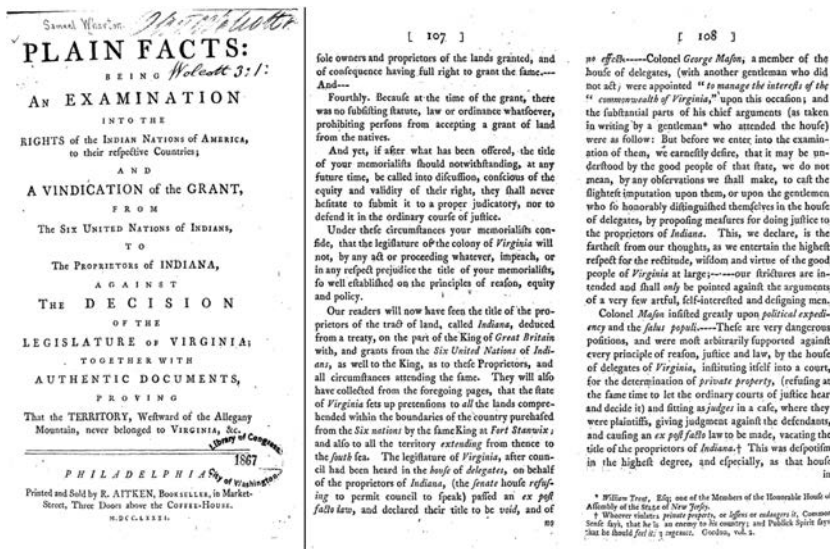 Samuel Wharton.
Wolcott 3:1:
PLAIN FACTS:
BEING
AN EXAMINATION
INTO THE
RIGHTS of the INDIAN NATIONS of AMERICA,
to their reſpective Countries;
AND
A VINDICATION of the GRANT,
FROM
The SIX UNITED NATIONS of INDIANS,
TO
The PROPRIETORS of INDIANA,
AGAINST
THE DECISION
OF THE
LEGISLATURE OF VIRGINIA;
TOGETHER WITH
AUTHENTIC DOCUMENTS,
PROVING
That the TERRITORY, Weſtward of the Allegany
Mountain, never belonged to VIRGINIA, &c.
Library of Congress,
1867
City of Washington.
PHILADELPHIA:
Printed and Sold by R. AITKEN, BOOKSELLER, in Market-
Street, Three Doors above the COFFEE-HOUSE.
M.DCC.LXXXI.
[ 107 ]
ſole owners and proprietors of the lands granted, and
of conſequence having full right to grant the ſame.---
And---
Fourthly. Becauſe at the time of the grant, there
was no ſubſiſting ſtatute, law or ordinance whatſoever,
prohibiting perſons from accepting a grant of land
from the natives.
And yet, if after what has been offered, the title
of your memorialiſts ſhould notwithſtanding, at any
future time, be called into diſcuſſion, conſcious of the
equity and validity of their right, they ſhall never
heſitate to ſubmit it to a proper judicatory, nor to
defend it in the ordinary courſe of juſtice.
Under theſe circumſtances your memorialiſts con-
fide, that the legiſlature of the colony of Virginia will
not, by any act or proceeding whatever, impeach, or
in any reſpect prejudice the title of your memorialiſts,
ſo well eſtabliſhed on the principles of reaſon, equity
and policy.
Our readers will now have ſeen the title of the pro-
prietors of the tract of land, called Indiana, deduced
from a treaty, on the part of the King of Great Britain
with, and grants from the Six United Nations of Indi-
ans, as well to the King, as to theſe Proprietors, and
all circumſtances attending the ſame. They will alſo
have collected from the foregoing pages, that the ſtate
of Virginia ſets up pretenſions to all the lands compre-
hended within the boundaries of the country purchaſed
from the Six nations by the ſame King at Fort Stanwix;
and alſo to all the territory extending from thence to
the ſouth ſea. The legiſlature of Virginia, after coun-
cil had been heard in the houſe of delegates, on behalf
of the proprietors of Indiana, (the ſenate houſe refuſ-
ing to permit council to ſpeak) paſſed an ex poſt
facto law, and declared their title to be void, and of
no
[ 108 ]
no effect-----Colonel George Maſon, a member of the
houſe of delegates, (with another gentleman who did
not act) were appointed "to manage the intereſts of the
"commonwealth of Virginia," upon this occaſion; and
the ſubſtantial parts of his chief arguments (as taken
in writing by a gentleman* who attended the houſe)
were as follow: But before we enter into the examin-
ation of them, we earneſtly deſire, that it may be un-
derſtood by the good people of that ſtate, we do not
mean, by any obſervations we ſhall make, to caſt the
ſlighteſt imputation upon them, or upon the gentlemen
who ſo honorably diſtinguiſhed themſelves in the houſe
of delegates, by propoſing meaſures for doing juſtice to
the proprietors of Indiana. This, we declare, is the
fartheſt from our thoughts, as we entertain the higheſt
reſpect for the rectitude, wiſdom and virtue of the good
people of Virginia at large;-----our ſtrictures are in-
tended and ſhall only be pointed againſt the arguments
of a very few artful, ſelf-intereſted and deſigning men.
Colonel Maſon inſiſted greatly upon political expedi-
ency and the ſalus populi.----Theſe are very dangerous
poſitions, and were moſt arbitrarily ſupported againſt
every principle of reaſon, juſtice and law, by the houſe
of delegates of Virginia, inſtituting itſelf into a court,
for the determination of private property, (refuſing at
the ſame time to let the ordinary courts of juſtice hear
and decide it) and ſitting as judges in a caſe, where they
were plaintiffs, giving judgment againſt the defendants,
and cauſing an ex poſt facto law to be made, vacating the
title of the proprietors of Indiana.† This was deſpotiſm
in the higheſt degree, and eſpecially, as that houſe
in
* William Trent, Eſq; one of the Members of the Honorable Houſe of
Aſſembly of the State of New Jerſey.
† Whoever violates private property, or leſſens or endangers it, Common
Senſe ſays, that he is an enemy to his country; and Publick Spirit ſays
that he ſhould feel it: Gordon, vol. 2.